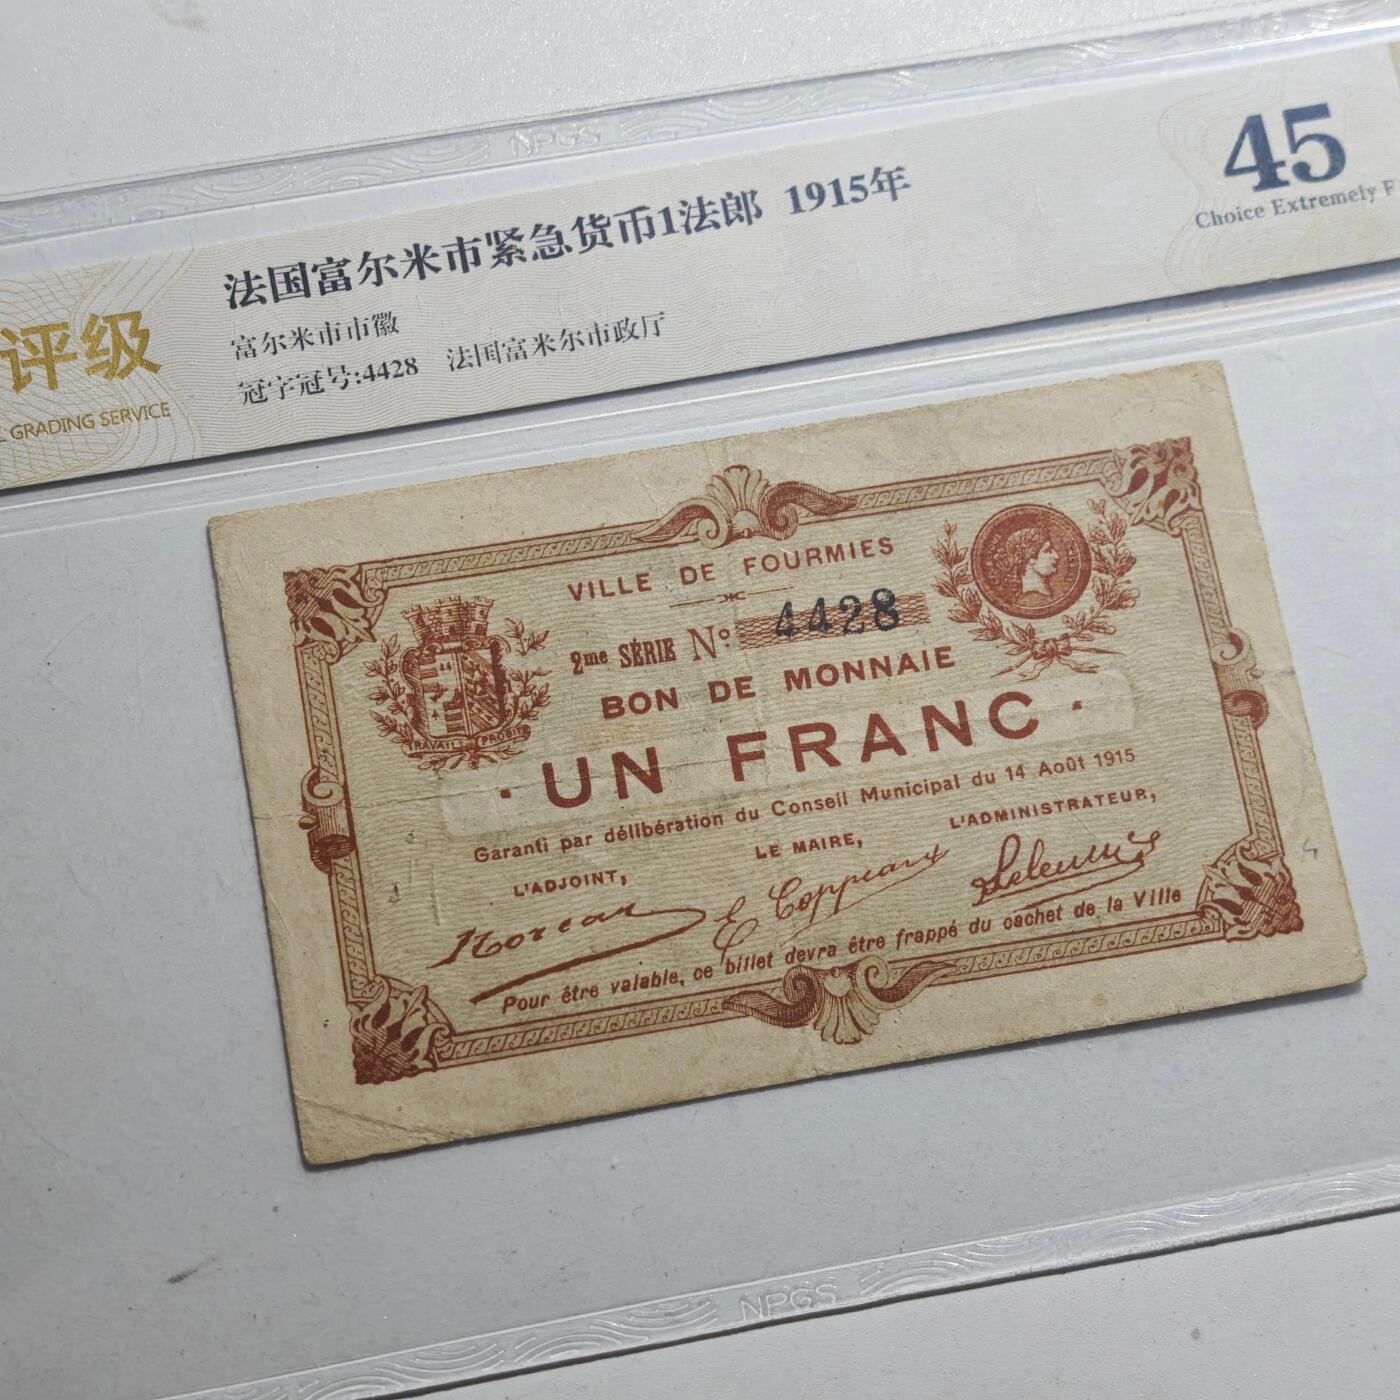 NPGS
45
Choice Extremely F
法国富尔米市紧急货币1法郎 1915年
富尔米市市徽
冠字冠号:4428 法国富米尔市政厅
评级
L GRADING SERVICE
VILLE DE FOURMIES
2me SÉRIE No: 4428
BON DE MONNAIE
· UN FRANC ·
TRAVAIL PROBITÉ
Garanti par délibération du Conseil Municipal du 14 Août 1915
L'ADJOINT, LE MAIRE, L'ADMINISTRATEUR,
Pour être valable, ce billet devra être frappé du cachet de la Ville
NPGS